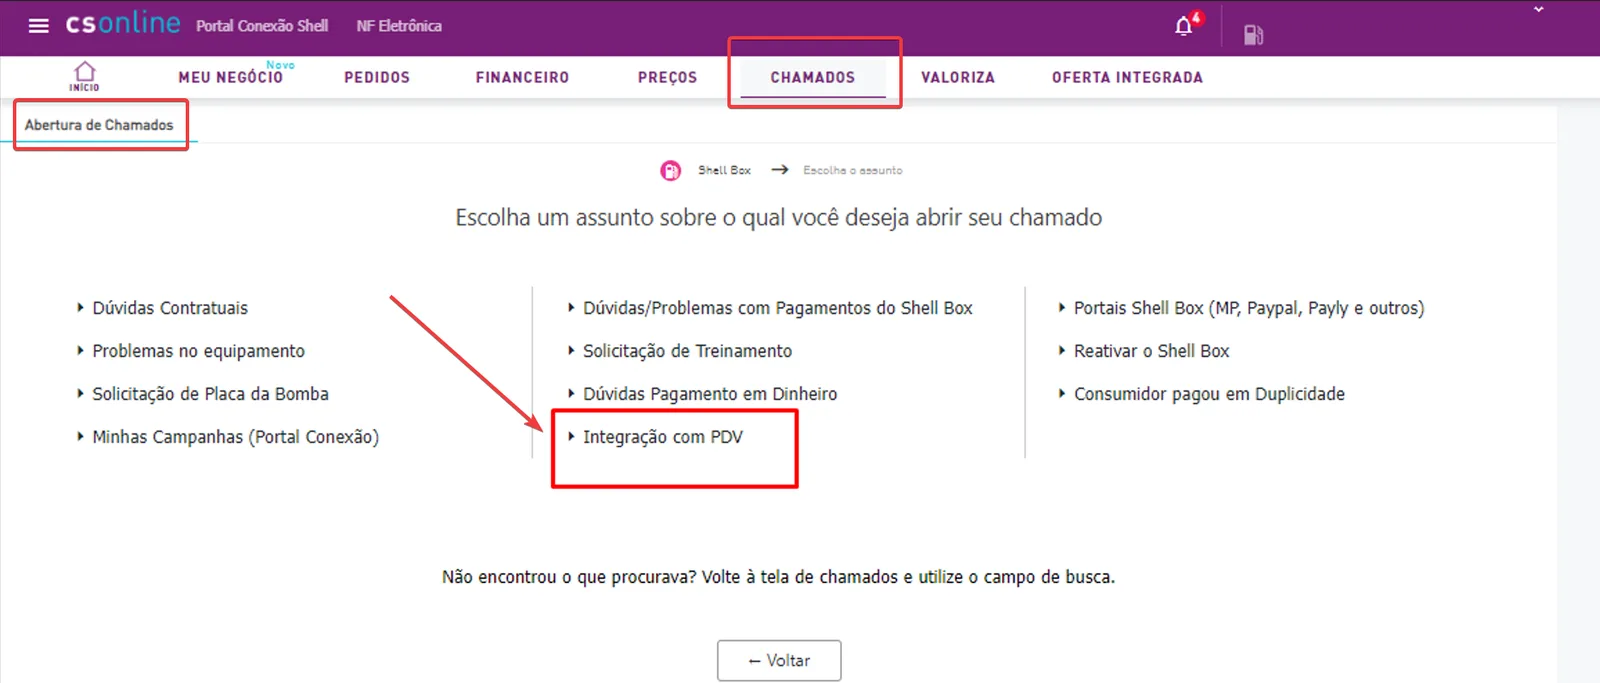 csonline Portal Conexão Shell NF Eletrônica 4
INÍCIO MEU NEGÓCIO Novo PEDIDOS FINANCEIRO PREÇOS CHAMADOS VALORIZA OFERTA INTEGRADA
Abertura de Chamados
Shell Box → Escolha o assunto
Escolha um assunto sobre o qual você deseja abrir seu chamado
Dúvidas Contratuais
Problemas no equipamento
Solicitação de Placa da Bomba
Minhas Campanhas (Portal Conexão)
Dúvidas/Problemas com Pagamentos do Shell Box
Solicitação de Treinamento
Dúvidas Pagamento em Dinheiro
Integração com PDV
Portais Shell Box (MP, Paypal, Payly e outros)
Reativar o Shell Box
Consumidor pagou em Duplicidade
Não encontrou o que procurava? Volte à tela de chamados e utilize o campo de busca.
← Voltar